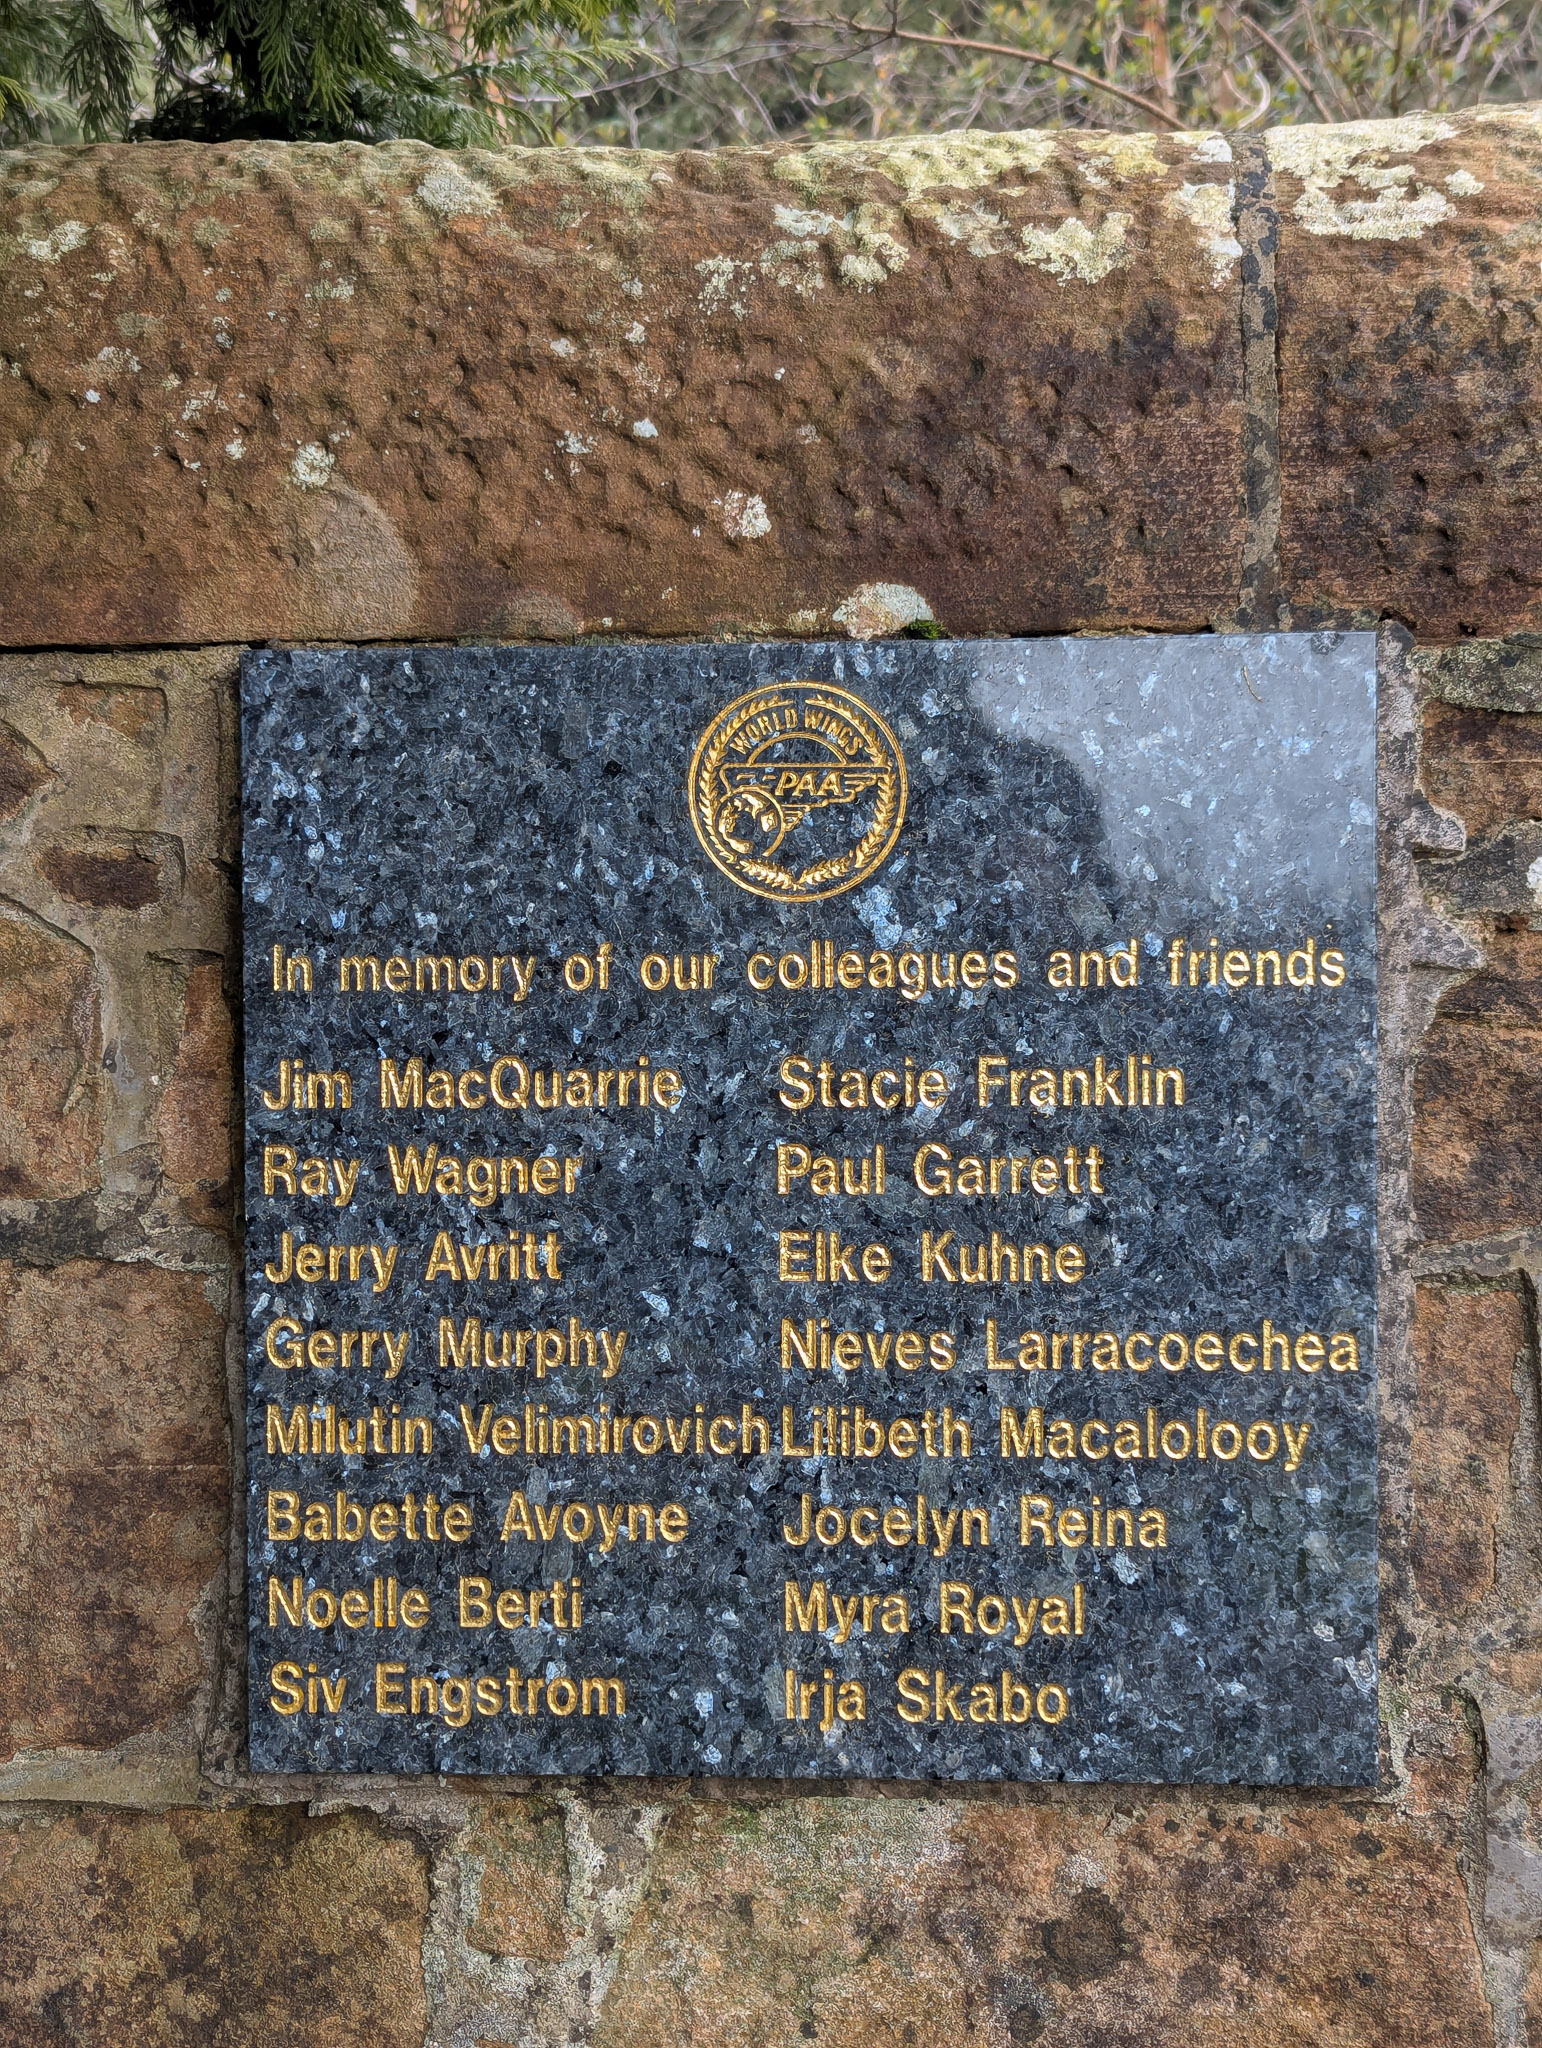 WORLD WINGS
PAA
In memory of our colleagues and friends
Jim MacQuarrie
Ray Wagner
Jerry Avritt
Gerry Murphy
Milutin Velimirovich
Babette Avoyne
Noelle Berti
Siv Engstrom
Stacie Franklin
Paul Garrett
Elke Kuhne
Nieves Larracoechea
Lilibeth Macalolooy
Jocelyn Reina
Myra Royal
Irja Skabo